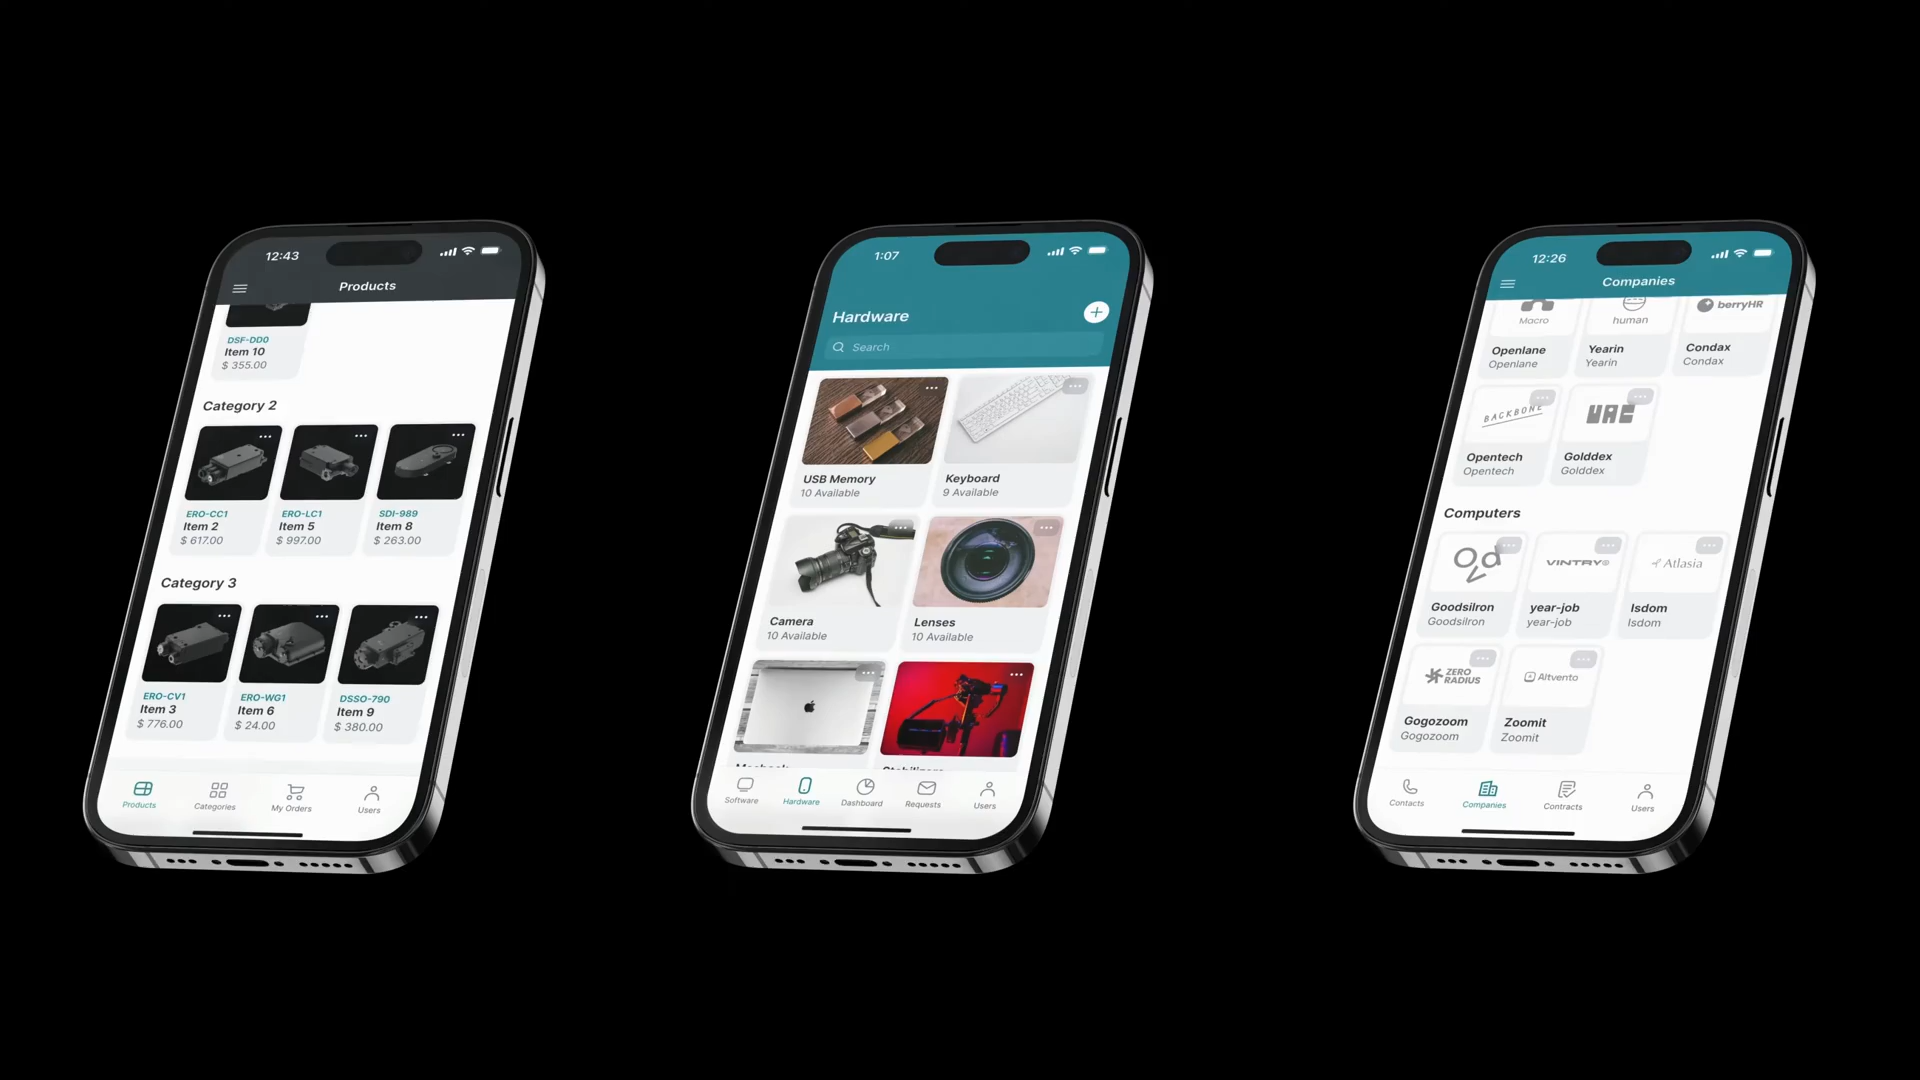 12:43
Products
DSF-DD0
Item 10
$ 355.00
Category 2
ERO-CC1
Item 2
$ 617.00
ERO-LC1
Item 5
$ 997.00
SDI-989
Item 8
$ 263.00
Category 3
ERO-CV1
Item 3
$ 776.00
ERO-WG1
Item 6
$ 24.00
DSSO-790
Item 9
$ 380.00
Products
Categories
My Orders
Users
1:07
Hardware
Search
USB Memory
10 Available
Keyboard
9 Available
Camera
10 Available
Lenses
10 Available
Software
Hardware
Dashboard
Requests
Users
12:26
Companies
Macro
Openlane
Openlane
human
Yearin
Yearin
berryHR
Condax
Condax
BACKBONE
Opentech
Opentech
UAC
Golddex
Golddex
Computers
Ovd
Goodsilron
Goodsilron
VINTRY®
year-job
year-job
Atlasia
Isdom
Isdom
ZERO
RADIUS
Gogozoom
Gogozoom
Altvento
Zoomit
Zoomit
Contacts
Companies
Contracts
Users